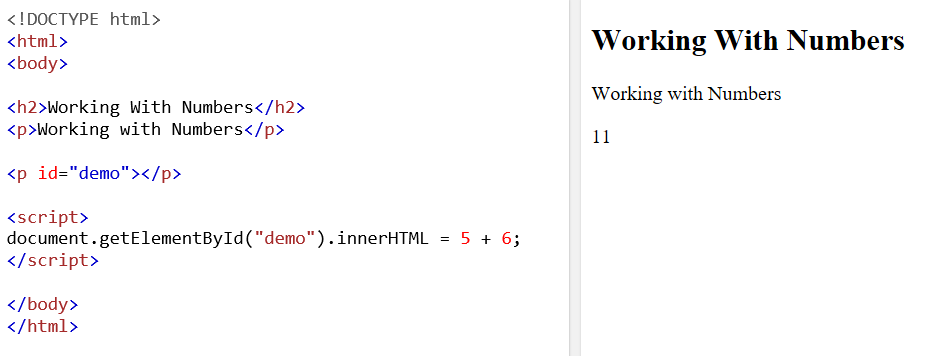 <!DOCTYPE html>
<html>
<body>
<h2>Working With Numbers</h2>
<p>Working with Numbers</p>
<p id="demo"></p>
<script>
document.getElementById("demo").innerHTML = 5 + 6;
</script>
</body>
</html>
Working With Numbers
Working with Numbers
11